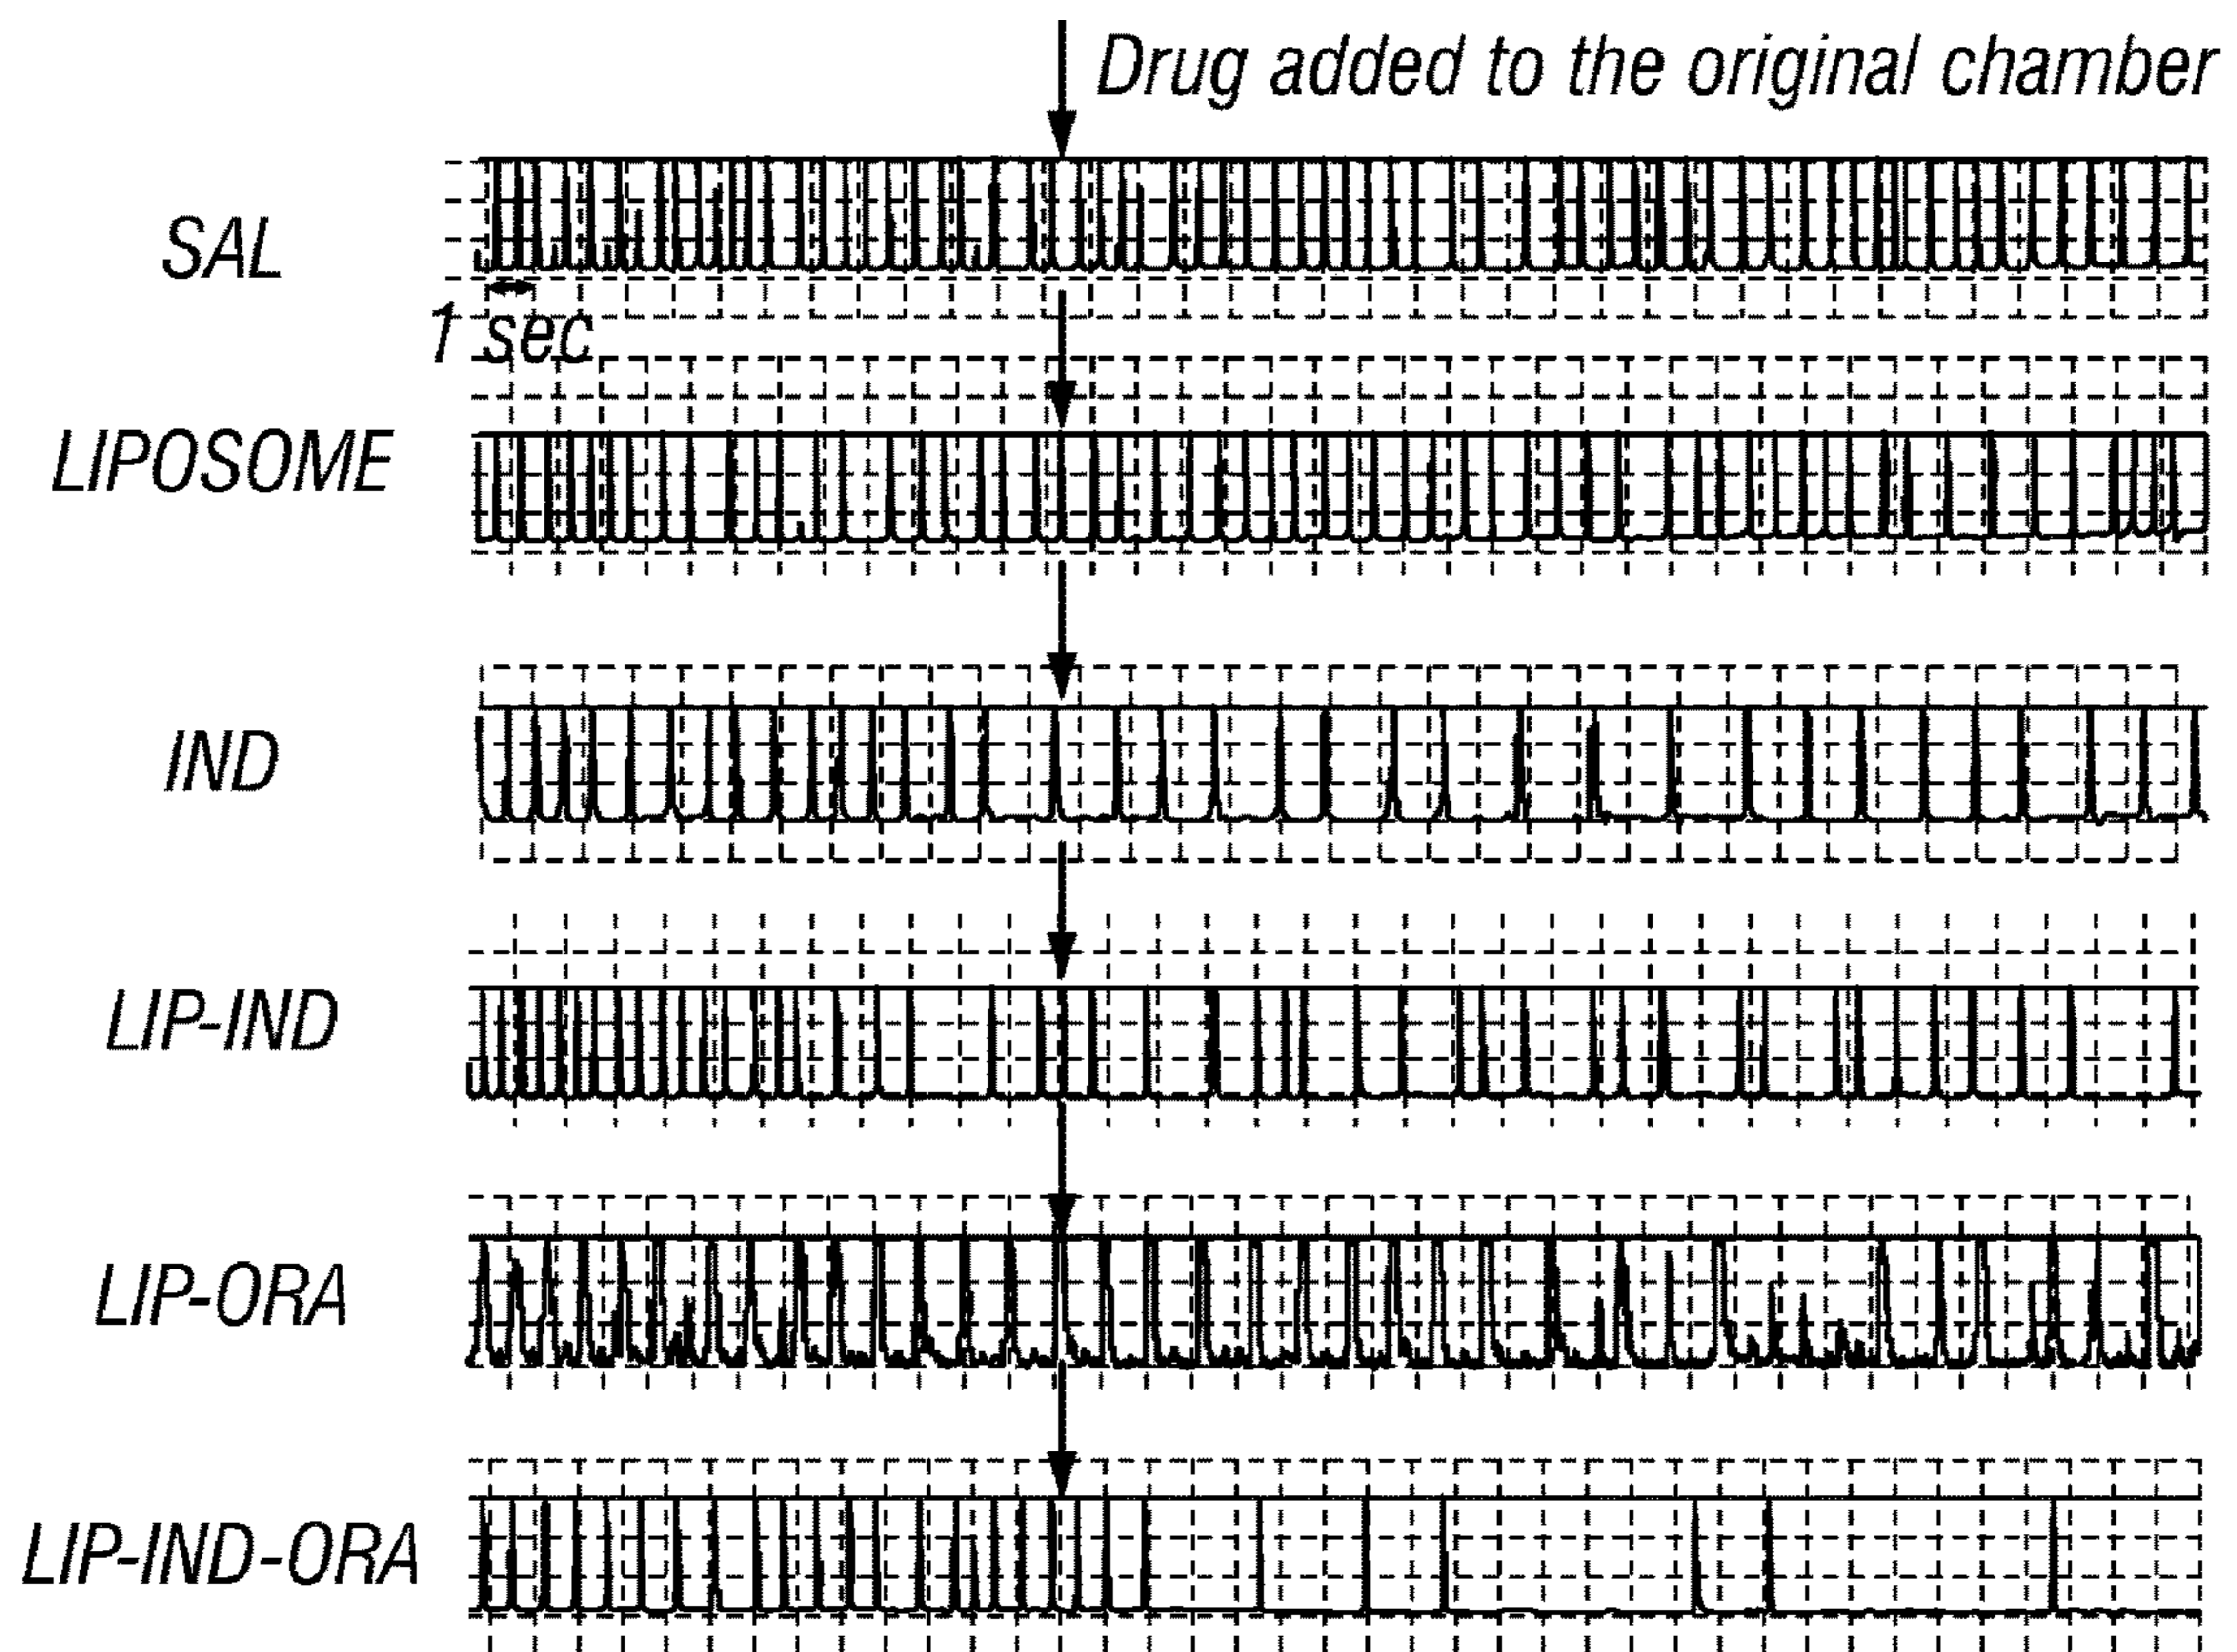 Drug added to the original chamber
SAL
1 sec
LIPOSOME
IND
LIP-IND
LIP-ORA
LIP-IND-ORA